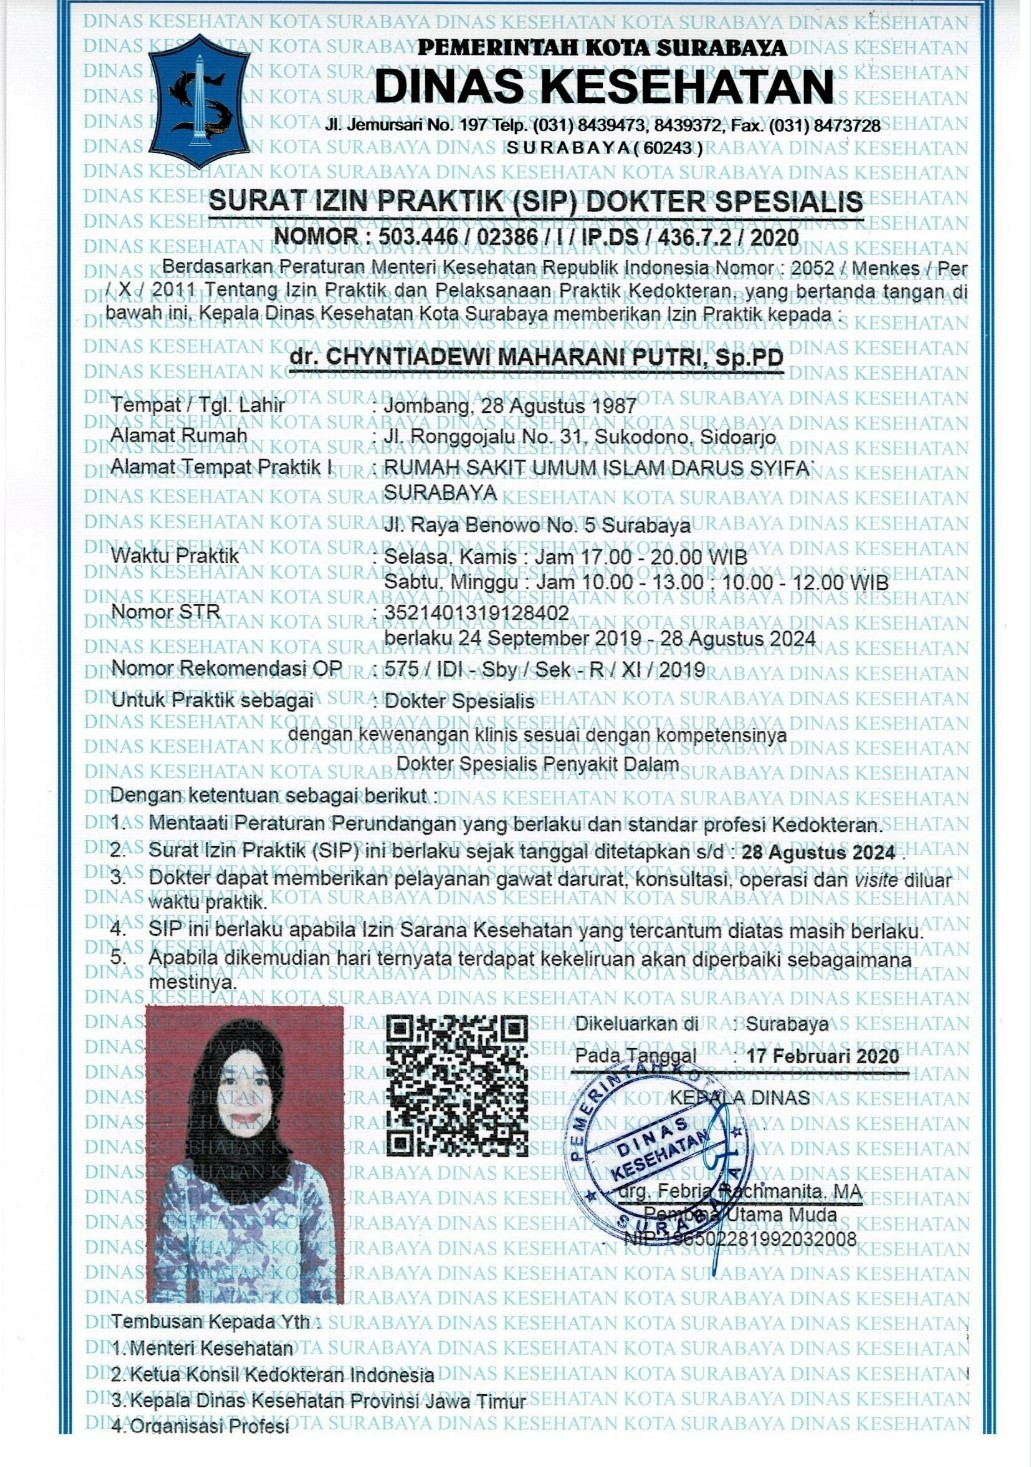 PEMERINTAH KOTA SURABAYA
DINAS KESEHATAN
Jl. Jemursari No. 197 Telp. (031) 8439473, 8439372, Fax. (031) 8473728
SURABAYA ( 60243 )
SURAT IZIN PRAKTIK (SIP) DOKTER SPESIALIS
NOMOR : 503.446 / 02386 / I / IP.DS / 436.7.2 / 2020
Berdasarkan Peraturan Menteri Kesehatan Republik Indonesia Nomor : 2052 / Menkes / Per
/ X / 2011 Tentang Izin Praktik dan Pelaksanaan Praktik Kedokteran, yang bertanda tangan di
bawah ini, Kepala Dinas Kesehatan Kota Surabaya memberikan Izin Praktik kepada :
dr. CHYNTIADEWI MAHARANI PUTRI, Sp.PD
Tempat / Tgl. Lahir : Jombang, 28 Agustus 1987
Alamat Rumah : Jl. Ronggojalu No. 31, Sukodono, Sidoarjo
Alamat Tempat Praktik I : RUMAH SAKIT UMUM ISLAM DARUS SYIFA`
SURABAYA
Jl. Raya Benowo No. 5 Surabaya
Waktu Praktik : Selasa, Kamis : Jam 17.00 - 20.00 WIB
Sabtu, Minggu : Jam 10.00 - 13.00 ; 10.00 - 12.00 WIB
Nomor STR : 3521401319128402
berlaku 24 September 2019 - 28 Agustus 2024
Nomor Rekomendasi OP : 575 / IDI - Sby / Sek - R / XI / 2019
Untuk Praktik sebagai : Dokter Spesialis
dengan kewenangan klinis sesuai dengan kompetensinya
Dokter Spesialis Penyakit Dalam
Dengan ketentuan sebagai berikut :
1. Mentaati Peraturan Perundangan yang berlaku dan standar profesi Kedokteran.
2. Surat Izin Praktik (SIP) ini berlaku sejak tanggal ditetapkan s/d : 28 Agustus 2024 .
3. Dokter dapat memberikan pelayanan gawat darurat, konsultasi, operasi dan visite diluar
waktu praktik.
4. SIP ini berlaku apabila Izin Sarana Kesehatan yang tercantum diatas masih berlaku.
5. Apabila dikemudian hari ternyata terdapat kekeliruan akan diperbaiki sebagaimana
mestinya.
Dikeluarkan di : Surabaya
Pada Tanggal : 17 Februari 2020
KEPALA DINAS
PEMERINTAH KOTA
DINAS
KESEHATAN
SURABAYA
drg. Febria Rachmanita, MA
Pembina Utama Muda
NIP.196502281992032008
Tembusan Kepada Yth :
1. Menteri Kesehatan
2. Ketua Konsil Kedokteran Indonesia
3. Kepala Dinas Kesehatan Provinsi Jawa Timur
4. Organisasi Profesi